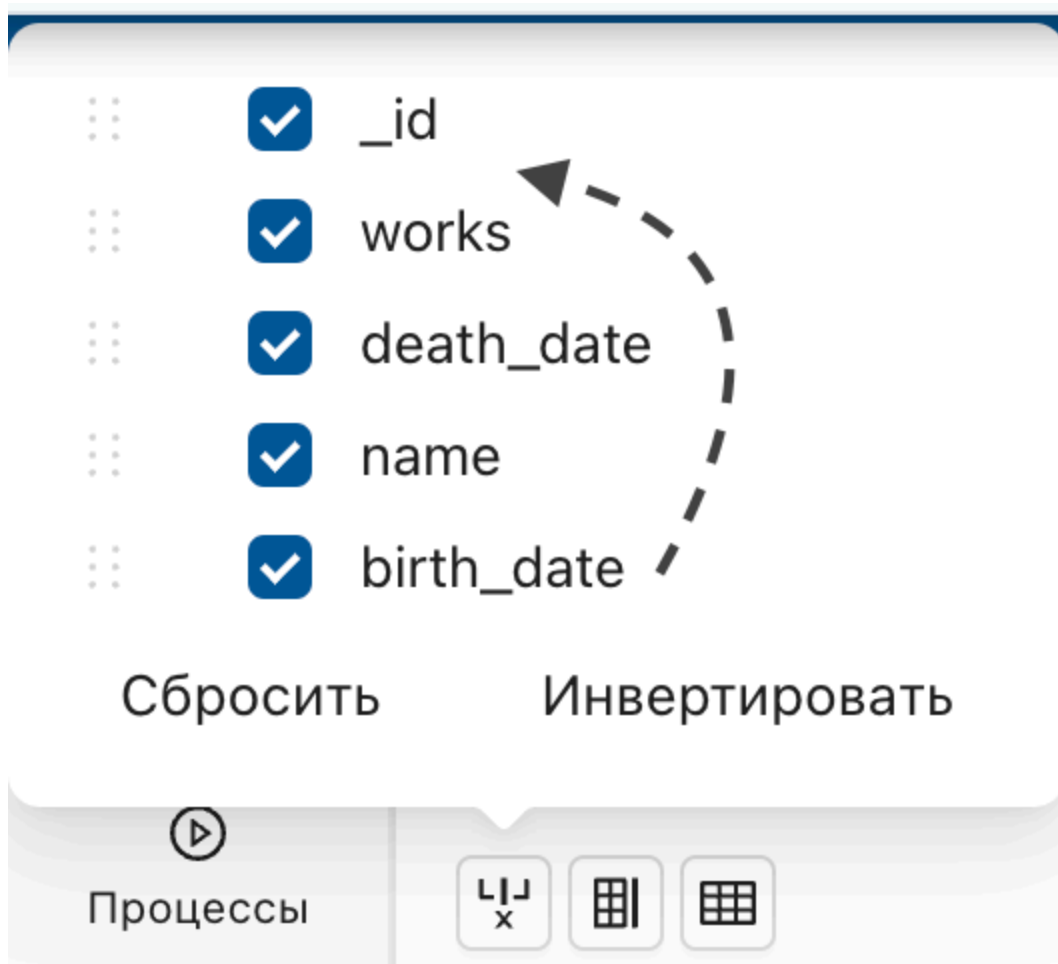 _id
works
death_date
name
birth_date
Сбросить Инвертировать
Процессы
x